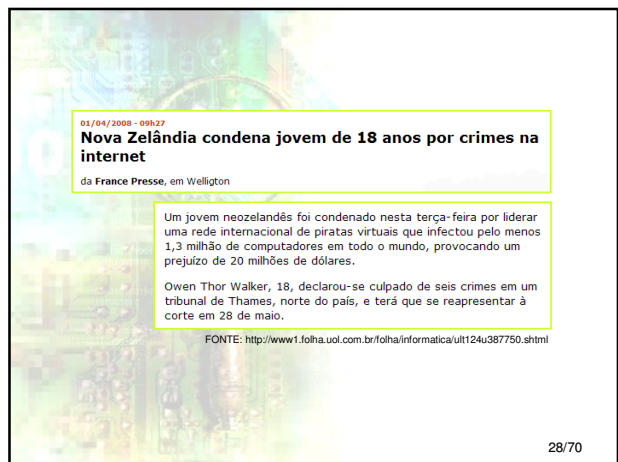 01/04/2008 - 09h27
Nova Zelândia condena jovem de 18 anos por crimes na
internet
da France Presse, em Welligton
Um jovem neozelandês foi condenado nesta terça-feira por liderar
uma rede internacional de piratas virtuais que infectou pelo menos
1,3 milhão de computadores em todo o mundo, provocando um
prejuízo de 20 milhões de dólares.
Owen Thor Walker, 18, declarou-se culpado de seis crimes em um
tribunal de Thames, norte do país, e terá que se reapresentar à
corte em 28 de maio.
FONTE: http://www1.folha.uol.com.br/folha/informatica/ult124u387750.shtml
28/70